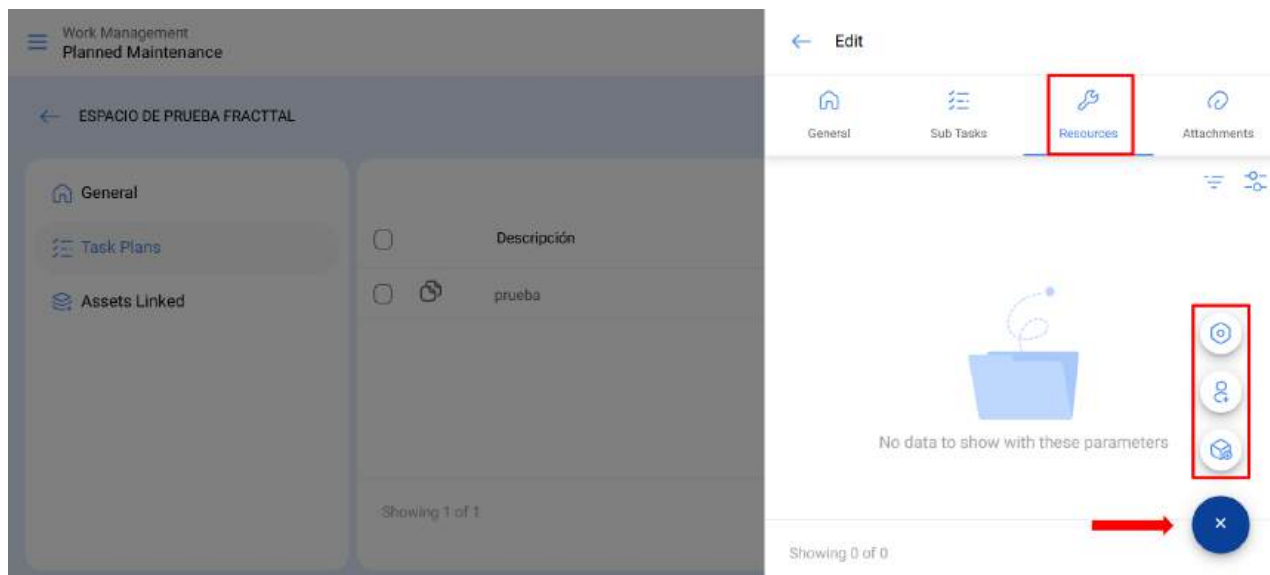 Work Management
Planned Maintenance
ESPACIO DE PRUEBA FRACTTAL
General
Task Plans
Assets Linked
Descripción
prueba
Showing 1 of 1
Edit
General
Sub Tasks
Resources
Attachments
No data to show with these parameters
Showing 0 of 0